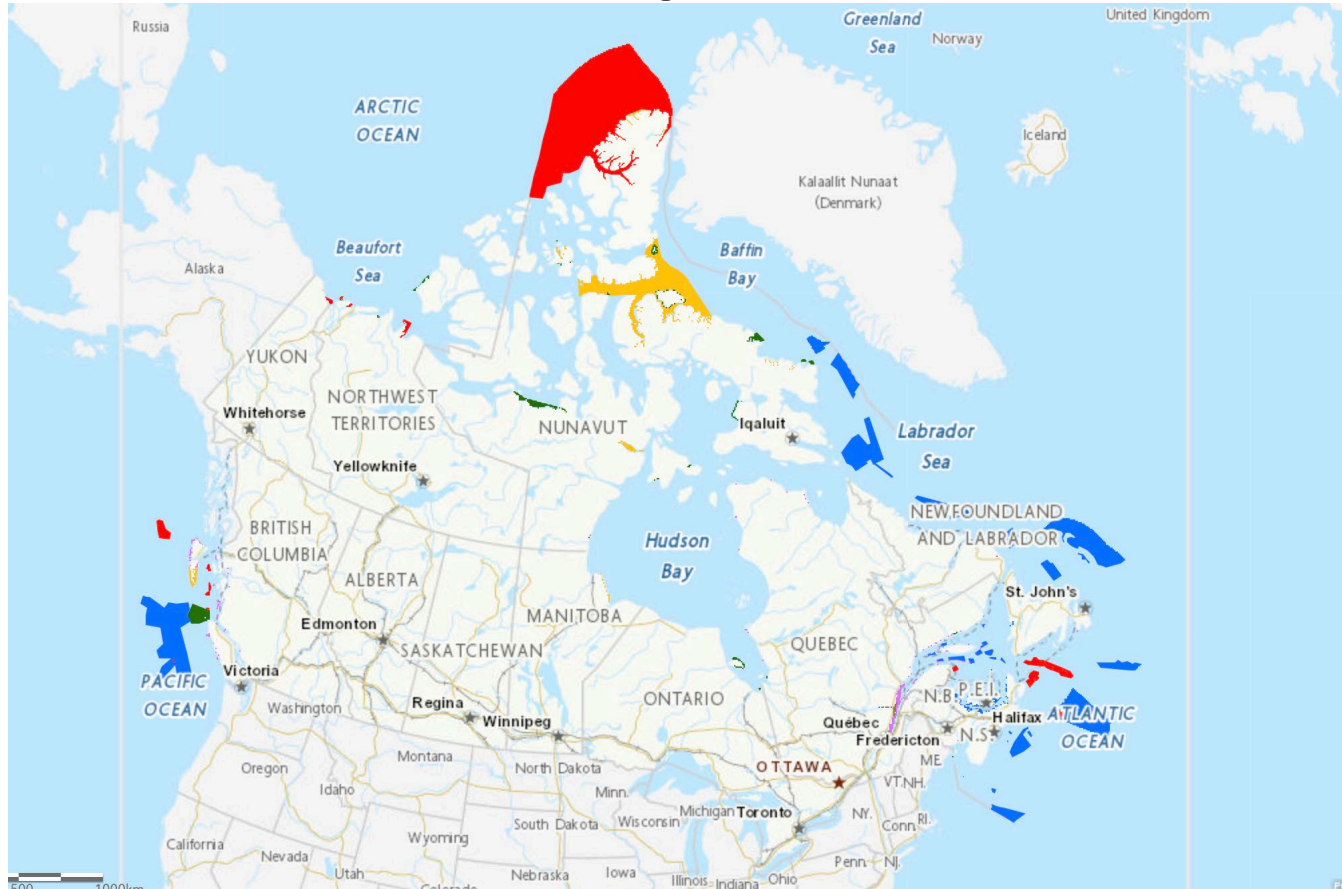 Russia
Greenland
Sea
Norway
United Kingdom
ARCTIC
OCEAN
Iceland
Kalaallit Nunaat
(Denmark)
Beaufort
Sea
Baffin
Bay
Alaska
YUKON
NORTHWEST
TERRITORIES
Whitehorse
NUNAVUT
Iqaluit
Labrador
Sea
Yellowknife
NEWFOUNDLAND
AND LABRADOR
BRITISH
COLUMBIA
Hudson
Bay
ALBERTA
St. John's
MANITOBA
Edmonton
SASKATCHEWAN
QUEBEC
Victoria
PACIFIC
OCEAN
ONTARIO
N.B.
P.E.I.
Washington
Regina
Winnipeg
Québec
Halifax
ATLANTIC
OCEAN
Fredericton
N.S.
Montana
North Dakota
OTTAWA
ME.
Oregon
Idaho
Minn.
VT.
NH.
Michigan
Toronto
NY.
South Dakota
Wisconsin
Conn.
RI.
Wyoming
California
Nevada
Utah
Nebraska
Iowa
Illinois
Indiana
Ohio
Penn.
NJ.
Colorado
500
1000km